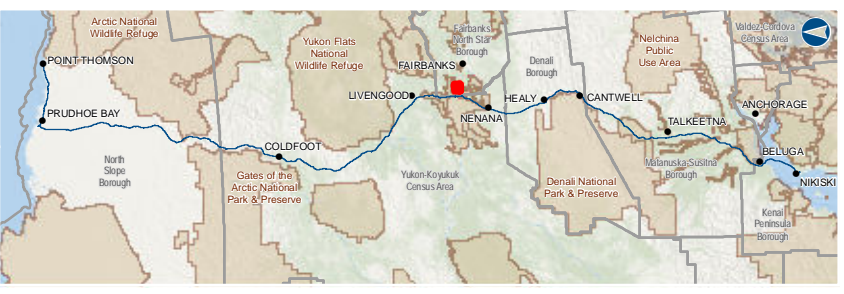 Arctic National
Wildlife Refuge
POINT THOMSON
PRUDHOE BAY
North
Slope
Borough
COLDFOOT
Gates of the
Arctic National
Park & Preserve
Yukon Flats
National
Wildlife Refuge
LIVENGOOD
Fairbanks
North Star
Borough
FAIRBANKS
NENANA
Yukon-Koyukuk
Census Area
Denali
Borough
HEALY
CANTWELL
Denali National
Park & Preserve
Nelchina
Public
Use Area
TALKEETNA
Matanuska-Susitna
Borough
Valdez-Cordova
Census Area
ANCHORAGE
BELUGA
NIKISKI
Kenai
Peninsula
Borough